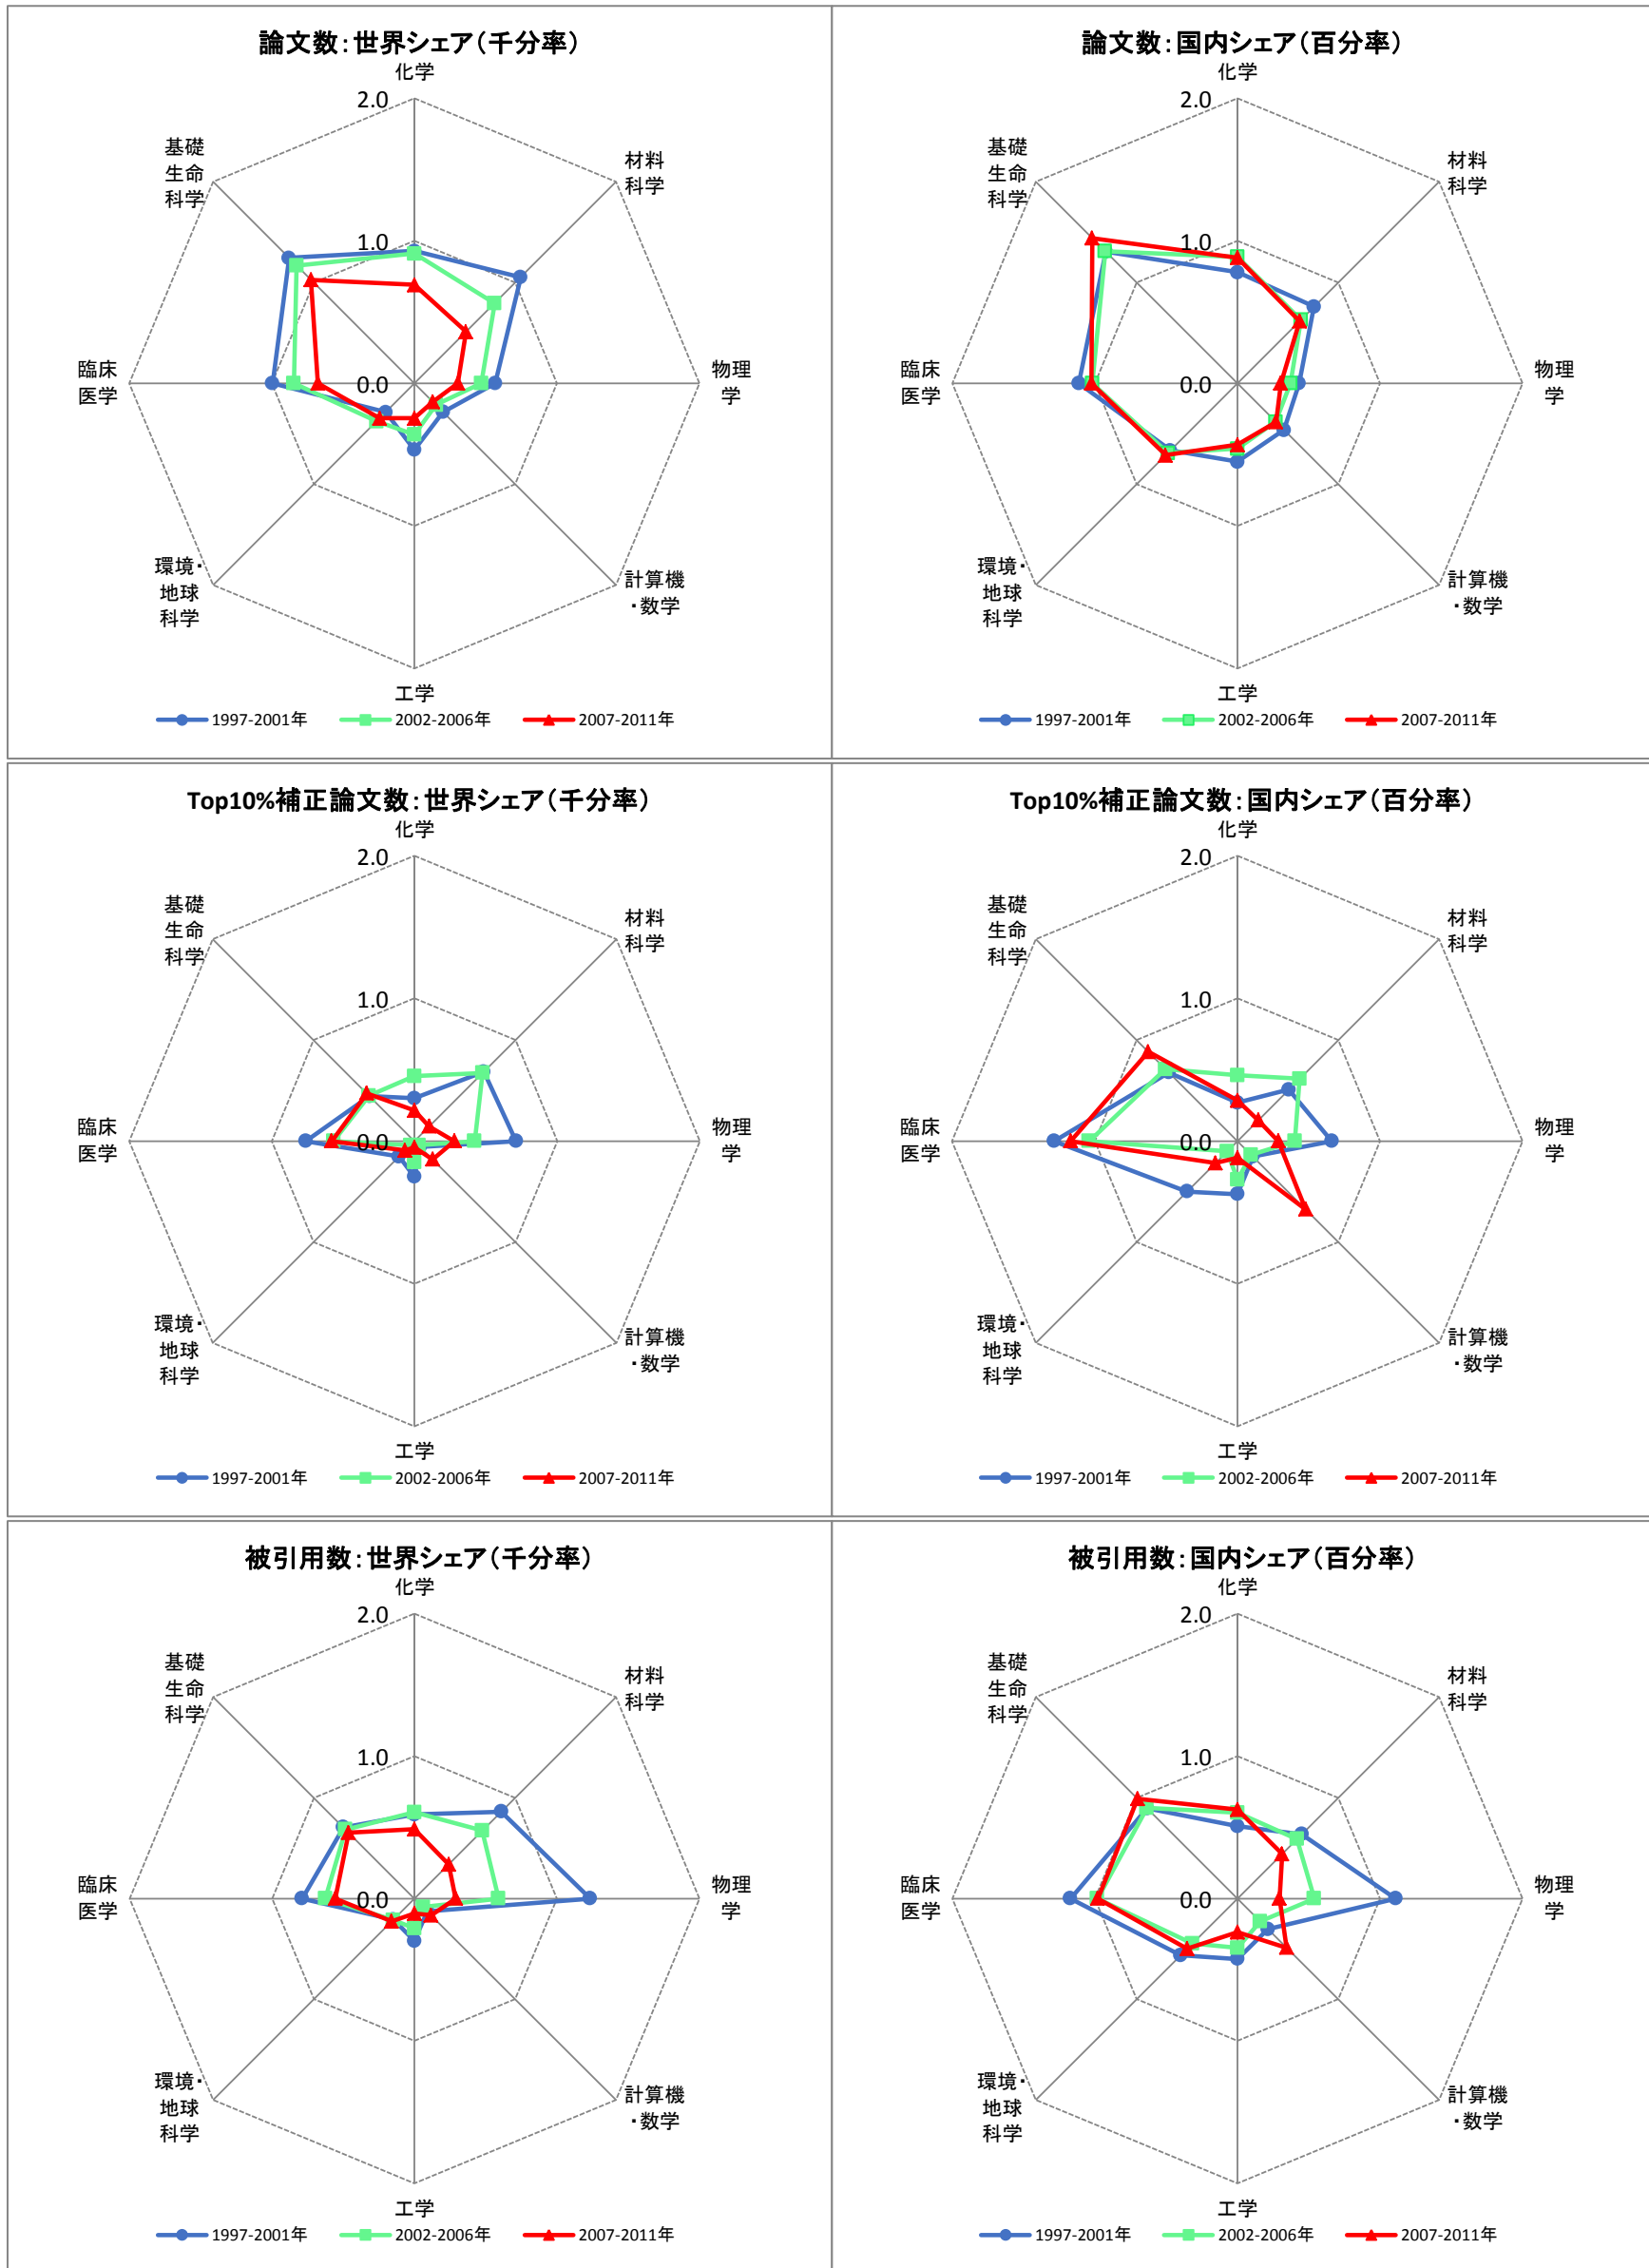 論文数：世界シェア（千分率）
化学
2.0
基礎
生命
科学
材料
科学
1.0
臨床
医学
0.0
物理
学
環境・
地球
科学
計算機
・数学
工学
1997-2001年 2002-2006年 2007-2011年
論文数：国内シェア（百分率）
化学
2.0
基礎
生命
科学
材料
科学
1.0
臨床
医学
0.0
物理
学
環境・
地球
科学
計算機
・数学
工学
1997-2001年 2002-2006年 2007-2011年
Top10%補正論文数：世界シェア（千分率）
化学
2.0
基礎
生命
科学
材料
科学
1.0
臨床
医学
0.0
物理
学
環境・
地球
科学
計算機
・数学
工学
1997-2001年 2002-2006年 2007-2011年
Top10%補正論文数：国内シェア（百分率）
化学
2.0
基礎
生命
科学
材料
科学
1.0
臨床
医学
0.0
物理
学
環境・
地球
科学
計算機
・数学
工学
1997-2001年 2002-2006年 2007-2011年
被引用数：世界シェア（千分率）
化学
2.0
基礎
生命
科学
材料
科学
1.0
臨床
医学
0.0
物理
学
環境・
地球
科学
計算機
・数学
工学
1997-2001年 2002-2006年 2007-2011年
被引用数：国内シェア（百分率）
化学
2.0
基礎
生命
科学
材料
科学
1.0
臨床
医学
0.0
物理
学
環境・
地球
科学
計算機
・数学
工学
1997-2001年 2002-2006年 2007-2011年